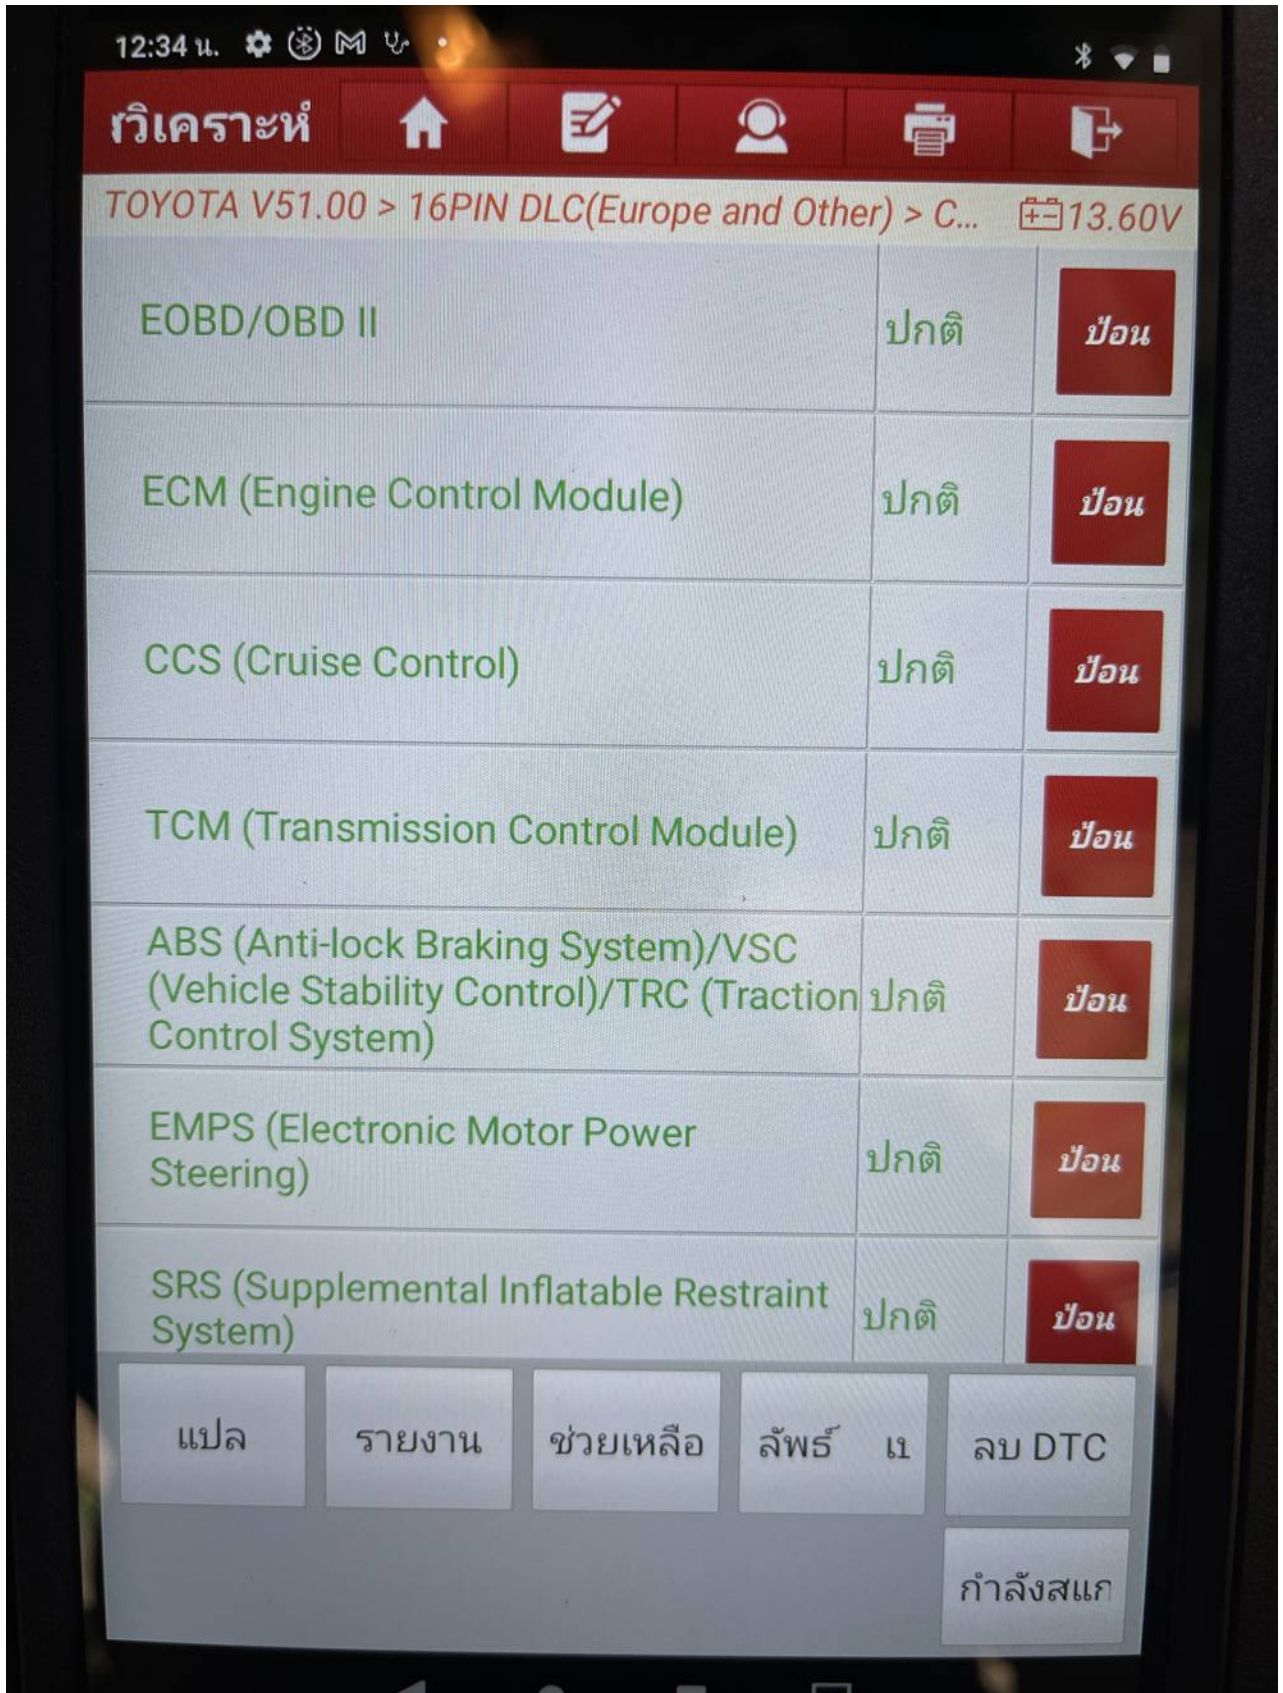 12:34 น.
รวิเคราะห์
TOYOTA V51.00 > 16PIN DLC(Europe and Other) > C... 13.60V
EOBD/OBD II ปกติ ป้อน
ECM (Engine Control Module) ปกติ ป้อน
CCS (Cruise Control) ปกติ ป้อน
TCM (Transmission Control Module) ปกติ ป้อน
ABS (Anti-lock Braking System)/VSC
(Vehicle Stability Control)/TRC (Traction ปกติ ป้อน
Control System)
EMPS (Electronic Motor Power
Steering) ปกติ ป้อน
SRS (Supplemental Inflatable Restraint
System) ปกติ ป้อน
แปล รายงาน ช่วยเหลือ ลัพธ์ แ ลบ DTC
กำลังสแก